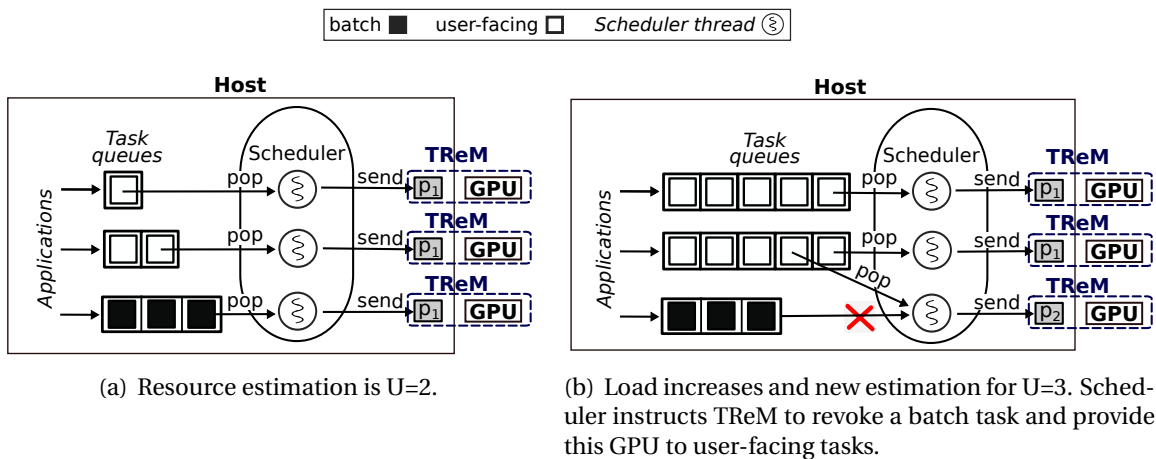 batch user-facing Scheduler thread
Host
Task
queues
Scheduler
Applications
pop
send
TReM
p1
GPU
pop
send
TReM
p1
GPU
pop
send
TReM
p1
GPU
(a) Resource estimation is U=2.
Host
Task
queues
Scheduler
Applications
pop
send
TReM
p1
GPU
pop
send
TReM
p1
GPU
pop
send
TReM
p2
GPU
(b) Load increases and new estimation for U=3. Sched-
uler instructs TReM to revoke a batch task and provide
this GPU to user-facing tasks.